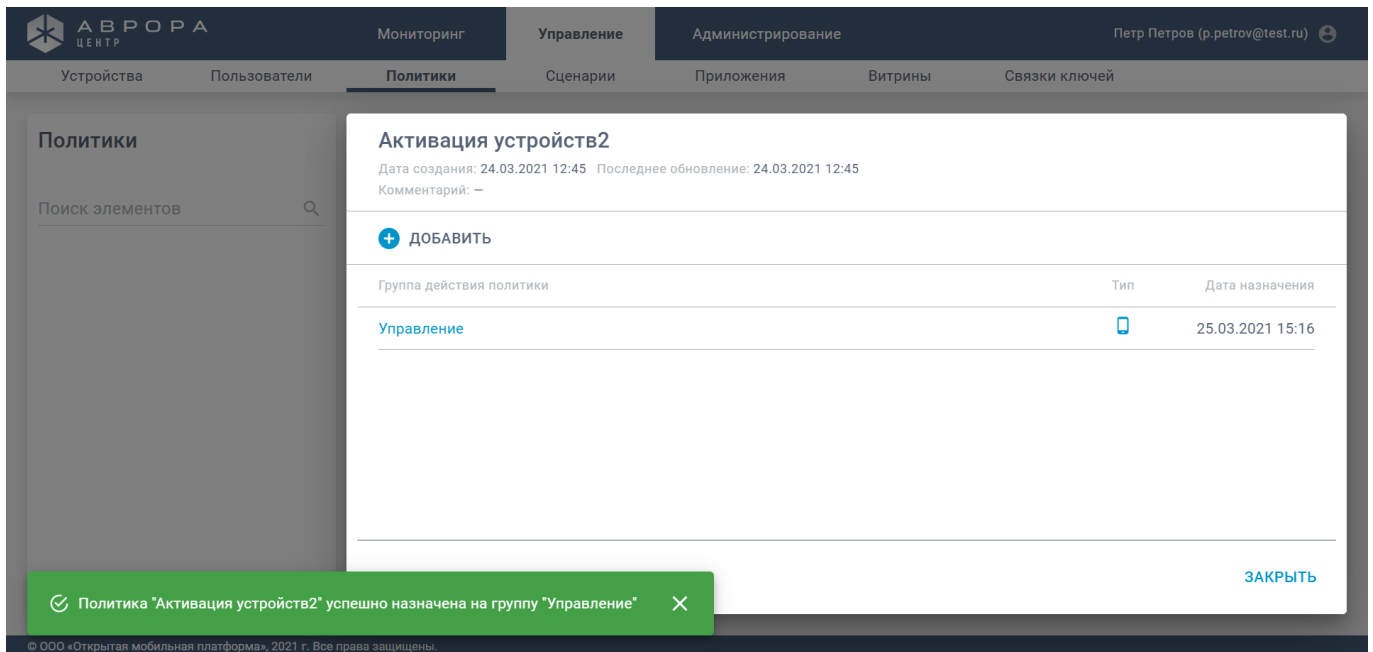 АВРОРА
ЦЕНТР
Мониторинг Управление Администрирование Петр Петров (p.petrov@test.ru)
Устройства Пользователи Политики Сценарии Приложения Витрины Связки ключей
Политики
Поиск элементов
Активация устройств2
Дата создания: 24.03.2021 12:45 Последнее обновление: 24.03.2021 12:45
Комментарий: —
ДОБАВИТЬ
Группа действия политики Тип Дата назначения
Управление 25.03.2021 15:16
ЗАКРЫТЬ
Политика "Активация устройств2" успешно назначена на группу "Управление"
© ООО «Открытая мобильная платформа», 2021 г. Все права защищены.